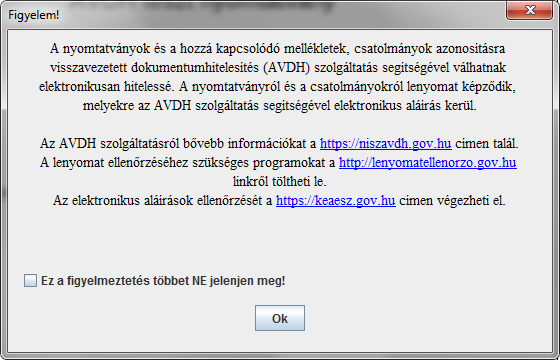 AVDH teszt nyomtatvány
Figyelem!
A nyomtatványok és a hozzá kapcsolódó mellékletek, csatolmányok azonosításra
visszavezetett dokumentumhitelesítés (AVDH) szolgáltatás segítségével válhatnak
elektronikusan hitelessé. A nyomtatványról és a csatolmányokról lenyomat képződik,
melyekre az AVDH szolgáltatás segítségével elektronikus aláírás kerül.
Az AVDH szolgáltatásról bővebb információkat a https://niszavdh.gov.hu címen talál.
A lenyomat ellenőrzéséhez szükséges programokat a http://lenyomatellenorzo.gov.hu
linkről töltheti le.
Az elektronikus aláírások ellenőrzését a https://keaesz.gov.hu címen végezheti el.
Ez a figyelmeztetés többet NE jelenjen meg!
Ok